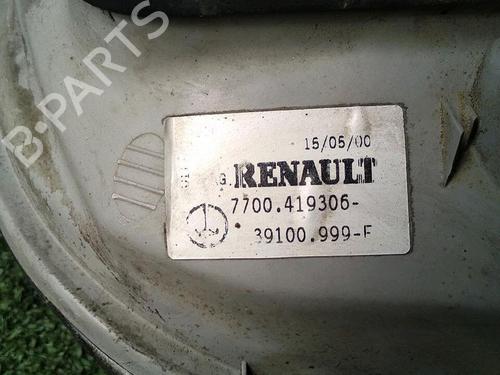 B-PARTS
15/05/00
G. RENAULT
7700.419306-
39100.999-F